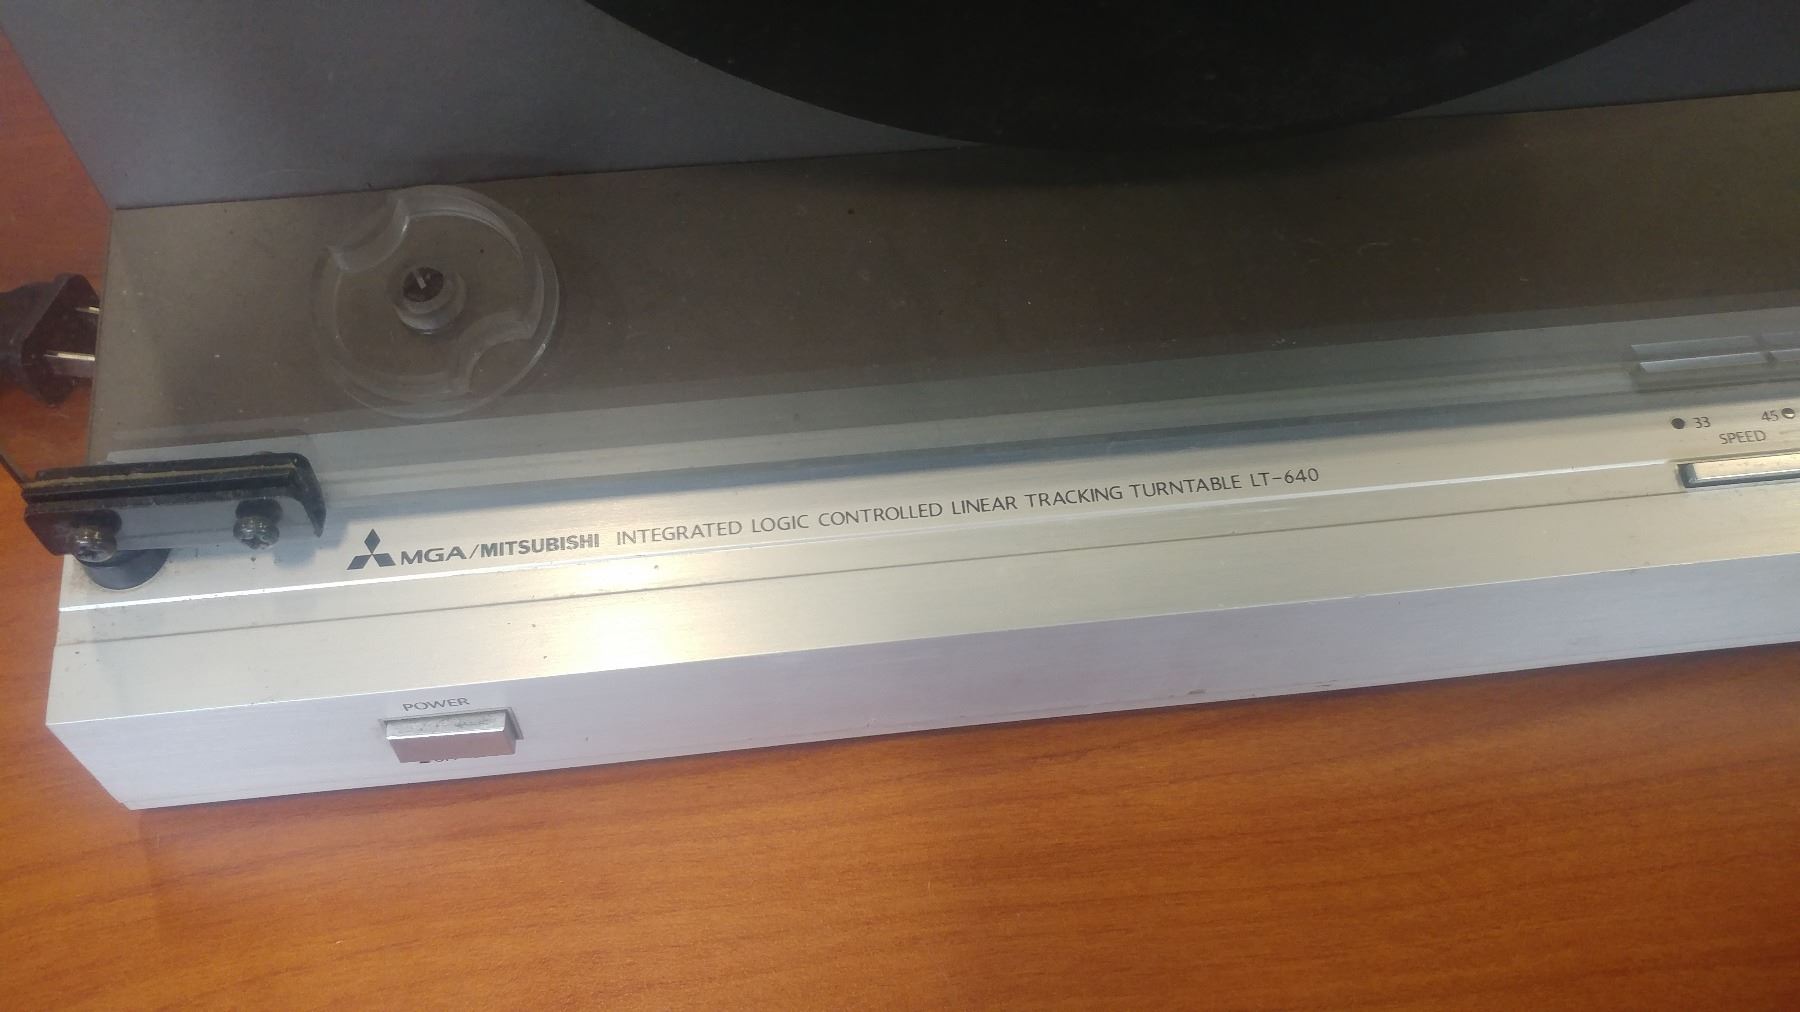 33 45
SPEED
MGA/MITSUBISHI INTEGRATED LOGIC CONTROLLED LINEAR TRACKING TURNTABLE LT-640
POWER